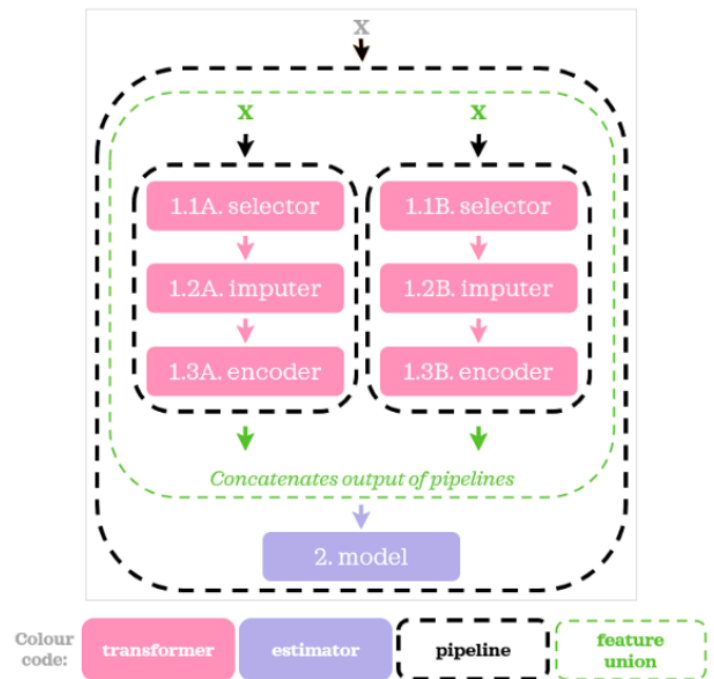 X
X X
1.1A. selector 1.1B. selector
1.2A. imputer 1.2B. imputer
1.3A. encoder 1.3B. encoder
Concatenates output of pipelines
2. model
Colour code: transformer estimator pipeline feature union